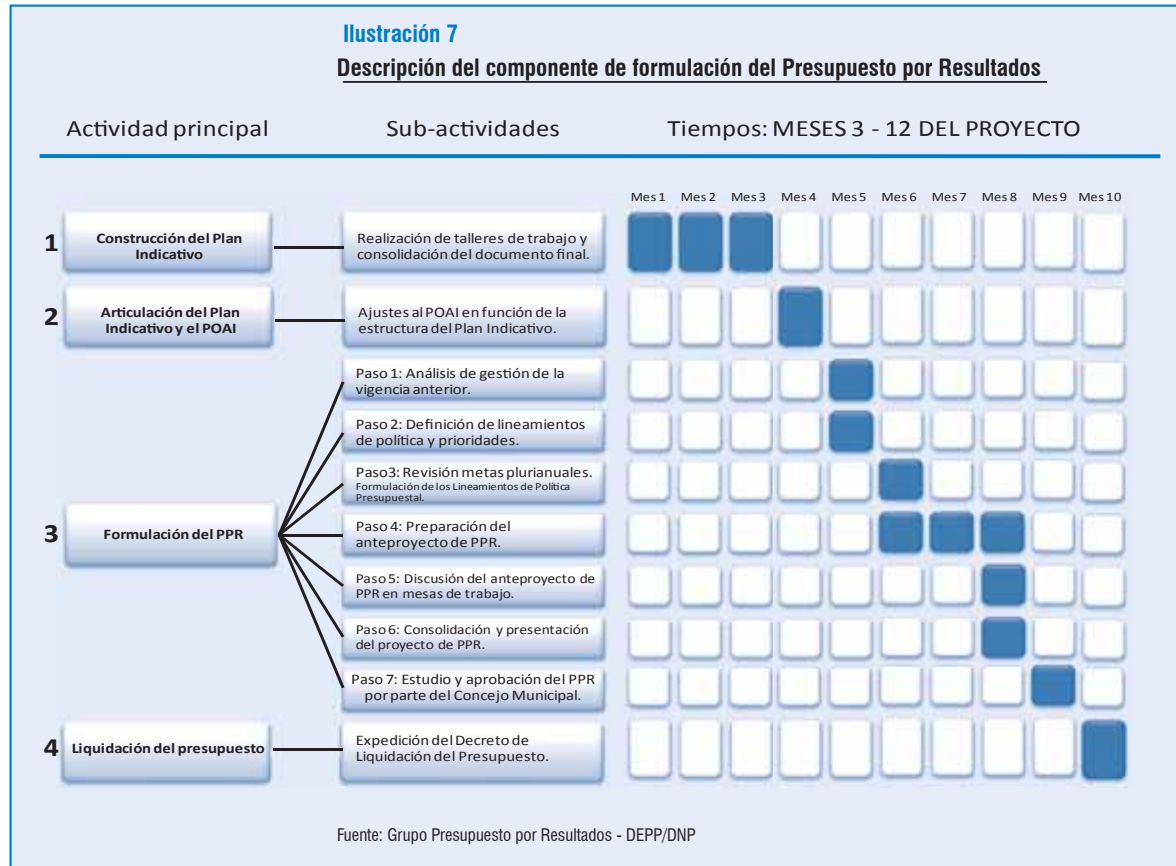 Ilustración 7
Descripción del componente de formulación del Presupuesto por Resultados
Actividad principal
Sub-actividades
Tiempos: MESES 3 - 12 DEL PROYECTO
Mes 1 Mes 2 Mes 3 Mes 4 Mes 5 Mes 6 Mes 7 Mes 8 Mes 9 Mes 10
1
Construcción del Plan
Indicativo
Realización de talleres de trabajo y
consolidación del documento final.
2
Articulación del Plan
Indicativo y el POAI
Ajustes al POAI en función de la
estructura del Plan Indicativo.
3
Formulación del PPR
Paso 1: Análisis de gestión de la
vigencia anterior.
Paso 2: Definición de lineamientos
de política y prioridades.
Paso3: Revisión metas plurianuales.
Formulación de los Lineamientos de Política
Presupuestal.
Paso 4: Preparación del
anteproyecto de PPR.
Paso 5: Discusión del anteproyecto de
PPR en mesas de trabajo.
Paso 6: Consolidación y presentación
del proyecto de PPR.
Paso 7: Estudio y aprobación del PPR
por parte del Concejo Municipal.
4
Liquidación del presupuesto
Expedición del Decreto de
Liquidación del Presupuesto.
Fuente: Grupo Presupuesto por Resultados - DEPP/DNP